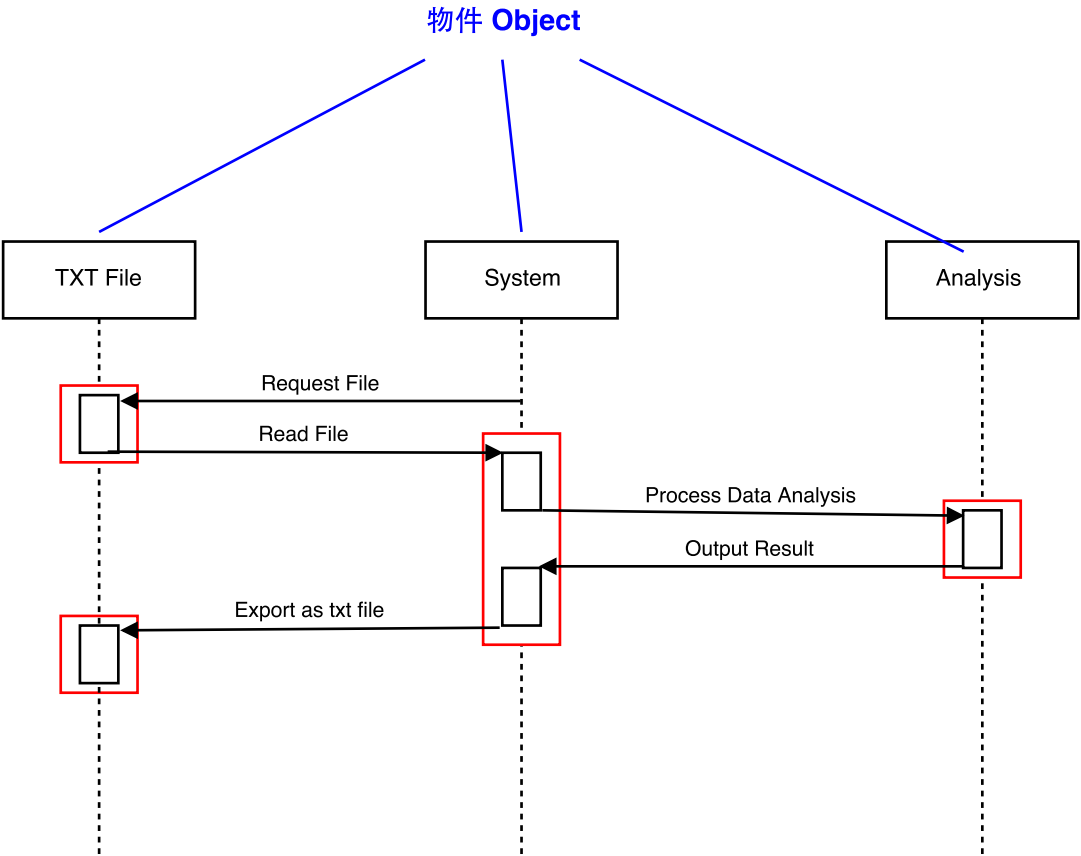 物件 Object
TXT File
System
Analysis
Request File
Read File
Process Data Analysis
Output Result
Export as txt file